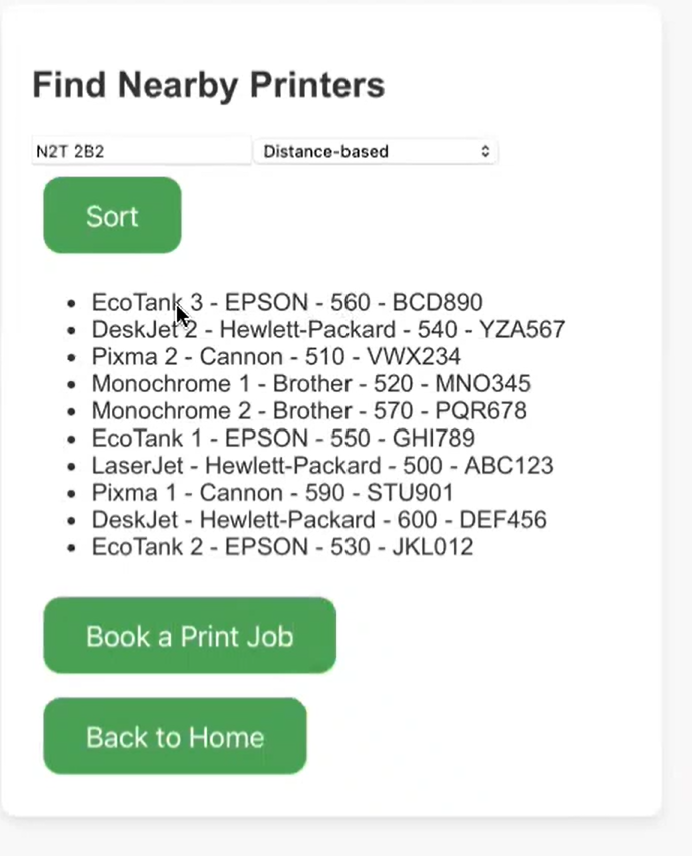 Find Nearby Printers
N2T 2B2 Distance-based
Sort
EcoTank 3 - EPSON - 560 - BCD890
DeskJet 2 - Hewlett-Packard - 540 - YZA567
Pixma 2 - Cannon - 510 - VWX234
Monochrome 1 - Brother - 520 - MNO345
Monochrome 2 - Brother - 570 - PQR678
EcoTank 1 - EPSON - 550 - GHI789
LaserJet - Hewlett-Packard - 500 - ABC123
Pixma 1 - Cannon - 590 - STU901
DeskJet - Hewlett-Packard - 600 - DEF456
EcoTank 2 - EPSON - 530 - JKL012
Book a Print Job
Back to Home